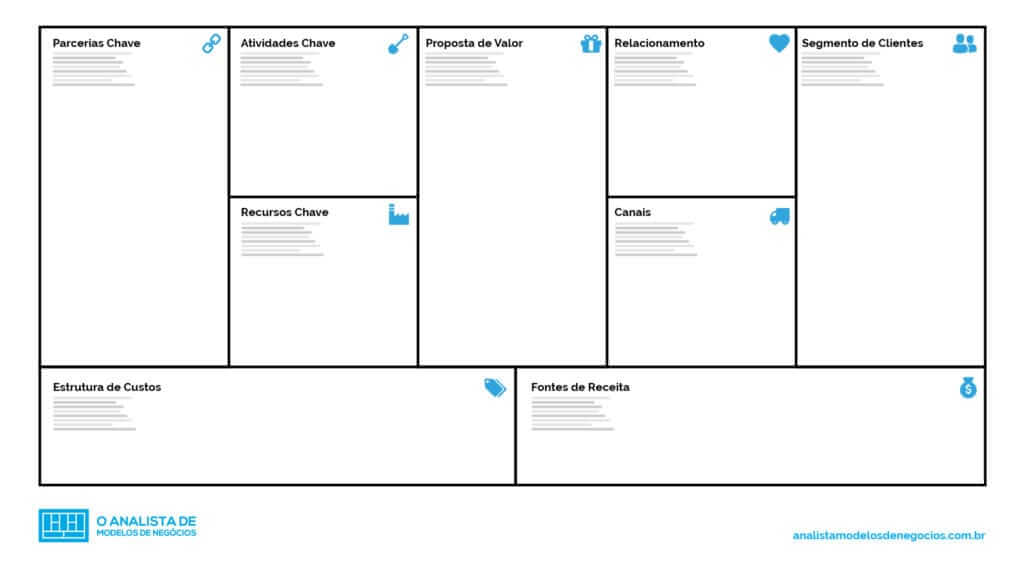 Parcerias Chave
Atividades Chave
Proposta de Valor
Relacionamento
Segmento de Clientes
Recursos Chave
Canais
Estrutura de Custos
Fontes de Receita
$
O ANALISTA DE
MODELOS DE NEGÓCIOS
analistamodelosdenegocios.com.br